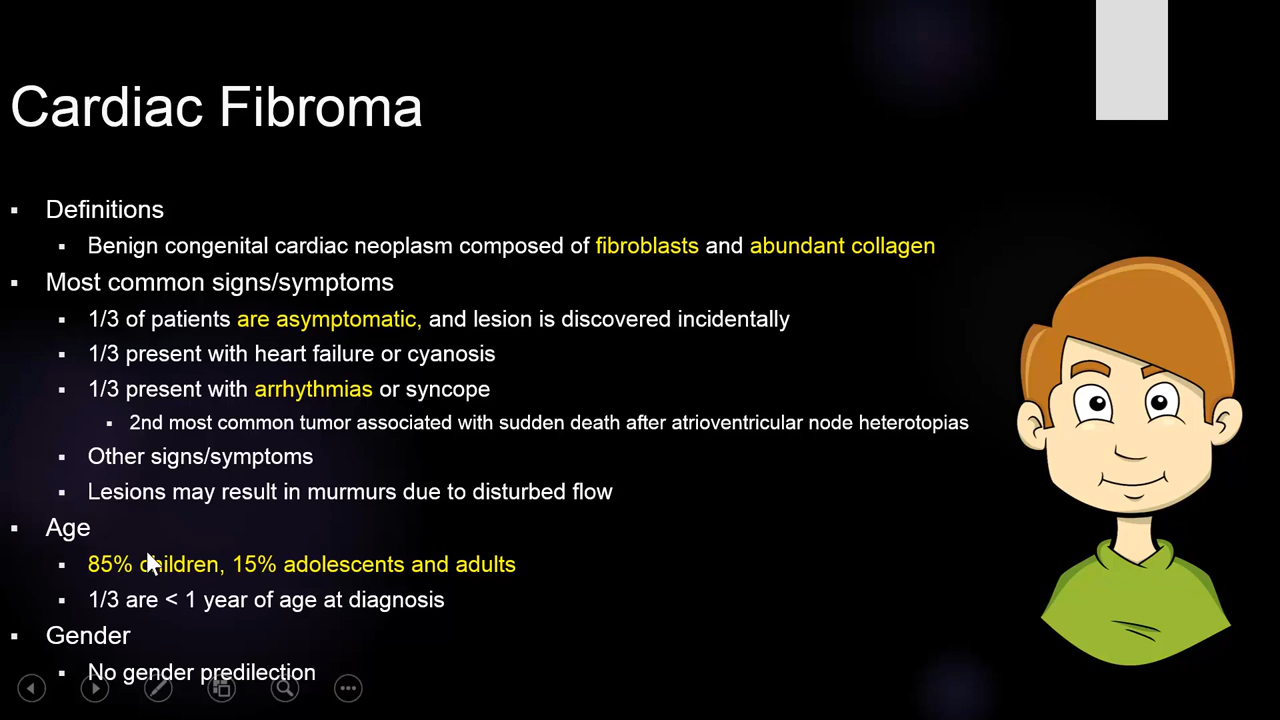 Cardiac Fibroma
Definitions
Benign congenital cardiac neoplasm composed of fibroblasts and abundant collagen
Most common signs/symptoms
1/3 of patients are asymptomatic, and lesion is discovered incidentally
1/3 present with heart failure or cyanosis
1/3 present with arrhythmias or syncope
2nd most common tumor associated with sudden death after atrioventricular node heterotopias
Other signs/symptoms
Lesions may result in murmurs due to disturbed flow
Age
85% children, 15% adolescents and adults
1/3 are < 1 year of age at diagnosis
Gender
No gender predilection